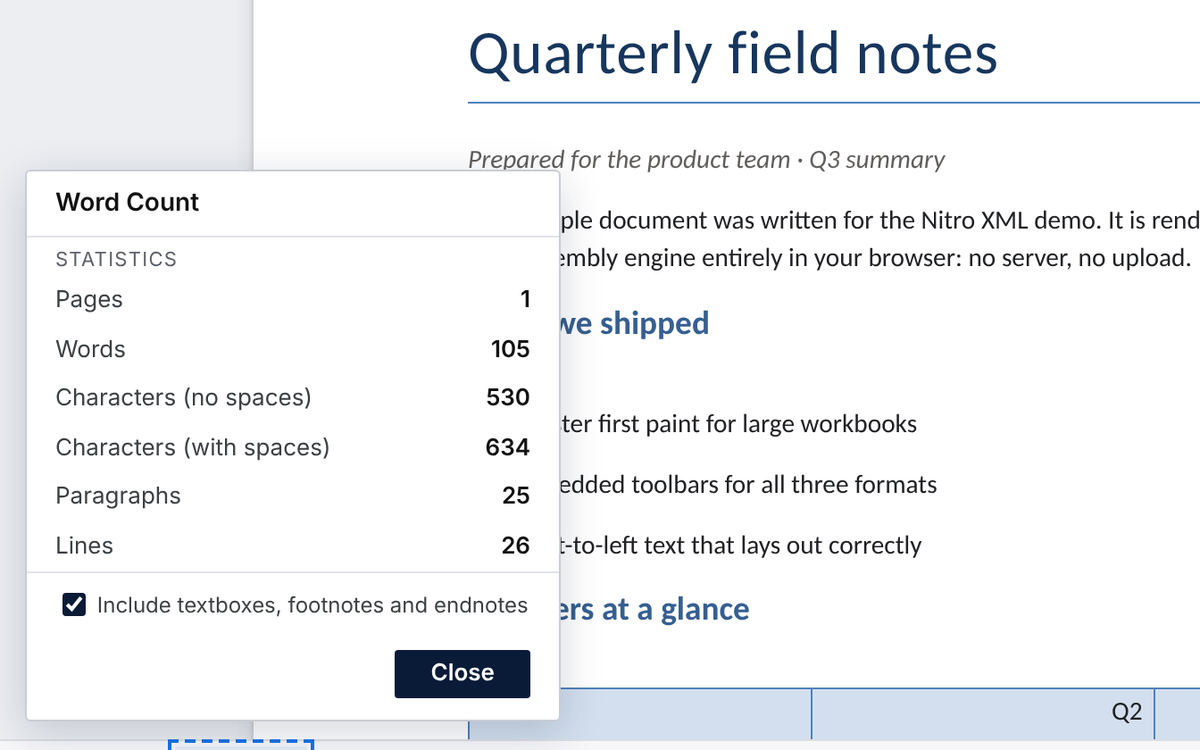 Quarterly field notes
Prepared for the product team · Q3 summary
Word Count
STATISTICS
Pages 1
Words 105
Characters (no spaces) 530
Characters (with spaces) 634
Paragraphs 25
Lines 26
Include textboxes, footnotes and endnotes
Close
document was written for the Nitro XML demo. It is
engine entirely in your browser: no server, no upload.
we shipped
first paint for large workbooks
toolbars for all three formats
-to-left text that lays out correctly
at a glance
Q2